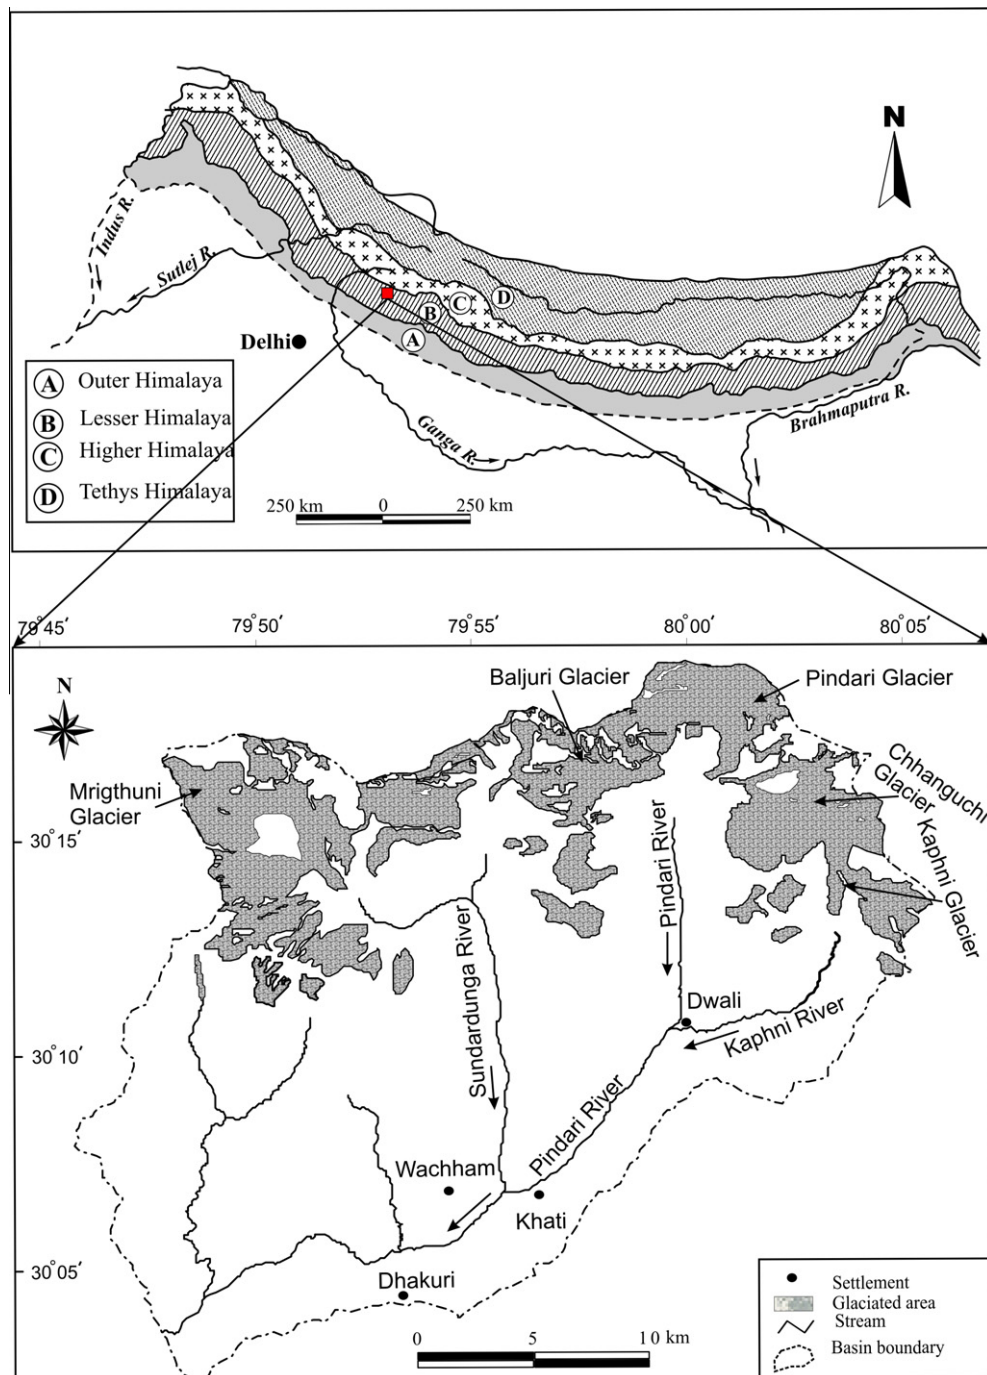 N
Indus R.
Sutlej R.
D
C
B
A
Delhi
A Outer Himalaya
B Lesser Himalaya
C Higher Himalaya
D Tethys Himalaya
Ganga R.
Brahmaputra R.
250 km 0 250 km
79°45′ 79°50′ 79°55′ 80°00′ 80°05′
N
Baljuri Glacier
Pindari Glacier
Mrigthuni
Glacier
Chhanguchi
Glacier
Kaphni Glacier
30°15′
Pindari River
Sundardunga River
Dwali
Kaphni River
30°10′
Pindari River
Wachham
Khati
30°05′
Dhakuri
0 5 10 km
Settlement
Glaciated area
Stream
Basin boundary